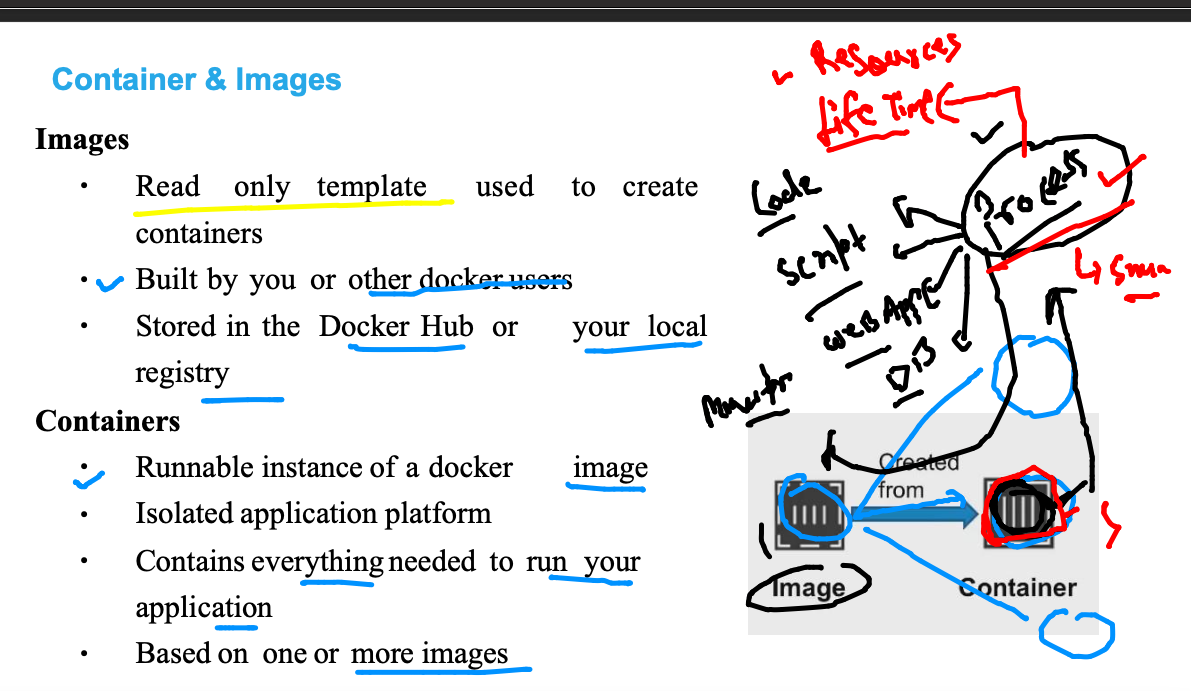 Container & Images
Images
• Read only template used to create
containers
• Built by you or other docker users
• Stored in the Docker Hub or your local
registry
Containers
• Runnable instance of a docker image
• Isolated application platform
• Contains everything needed to run your
application
• Based on one or more images
Resources
Life Time
Process
Code
Script
Web App
Created
from
Image
Container